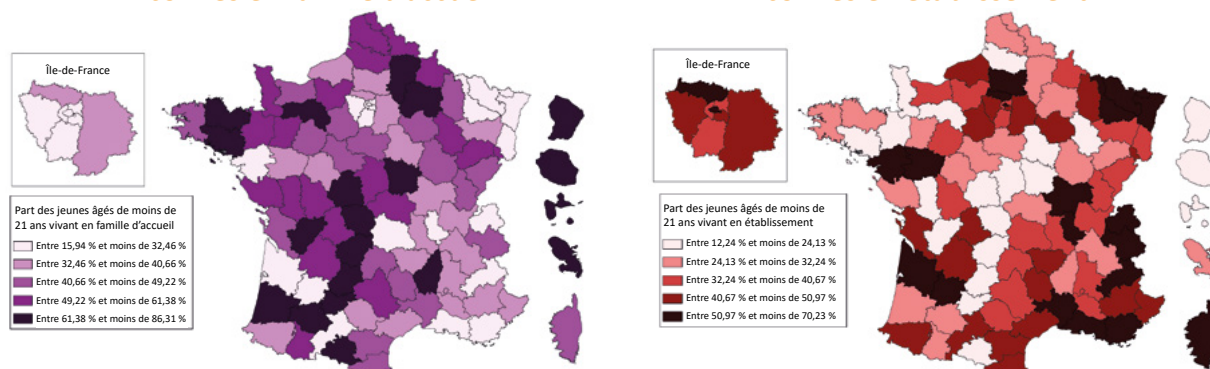 Île-de-France
Part des jeunes âgés de moins de
21 ans vivant en famille d’accueil
Entre 15,94 % et moins de 32,46 %
Entre 32,46 % et moins de 40,66 %
Entre 40,66 % et moins de 49,22 %
Entre 49,22 % et moins de 61,38 %
Entre 61,38 % et moins de 86,31 %
Île-de-France
Part des jeunes âgés de moins de
21 ans vivant en établissement
Entre 12,24 % et moins de 24,13 %
Entre 24,13 % et moins de 32,24 %
Entre 32,24 % et moins de 40,67 %
Entre 40,67 % et moins de 50,97 %
Entre 50,97 % et moins de 70,23 %